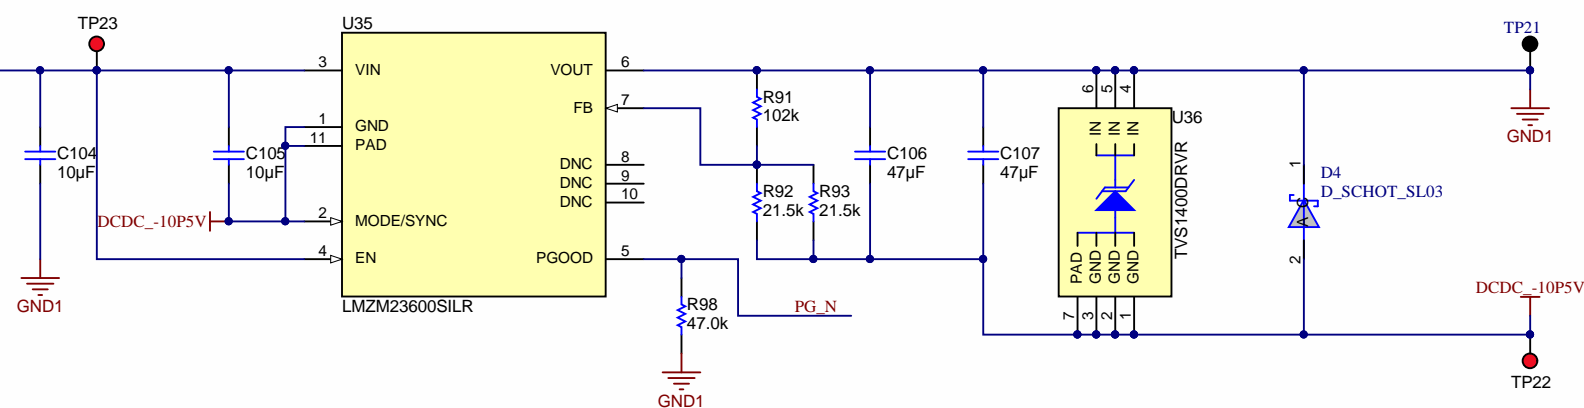 TP23
U35
TP21
3
VIN
VOUT
6
6
5
4
FB
7
R91
102k
GND1
U36
1
GND
11
PAD
IN
IN
IN
C104
10µF
C105
10µF
DNC
8
DNC
9
DNC
10
C106
47µF
C107
47µF
1
D4
D_SCHOT_SL03
R92
21.5k
R93
21.5k
TVS1400DRVR
A
C
DCDC_-10P5V
2
MODE/SYNC
4
EN
PGOOD
5
PAD
GND
GND
GND
2
GND1
LMZM23600SILR
R98
47.0k
PG_N
7
3
2
1
DCDC_-10P5V
GND1
TP22